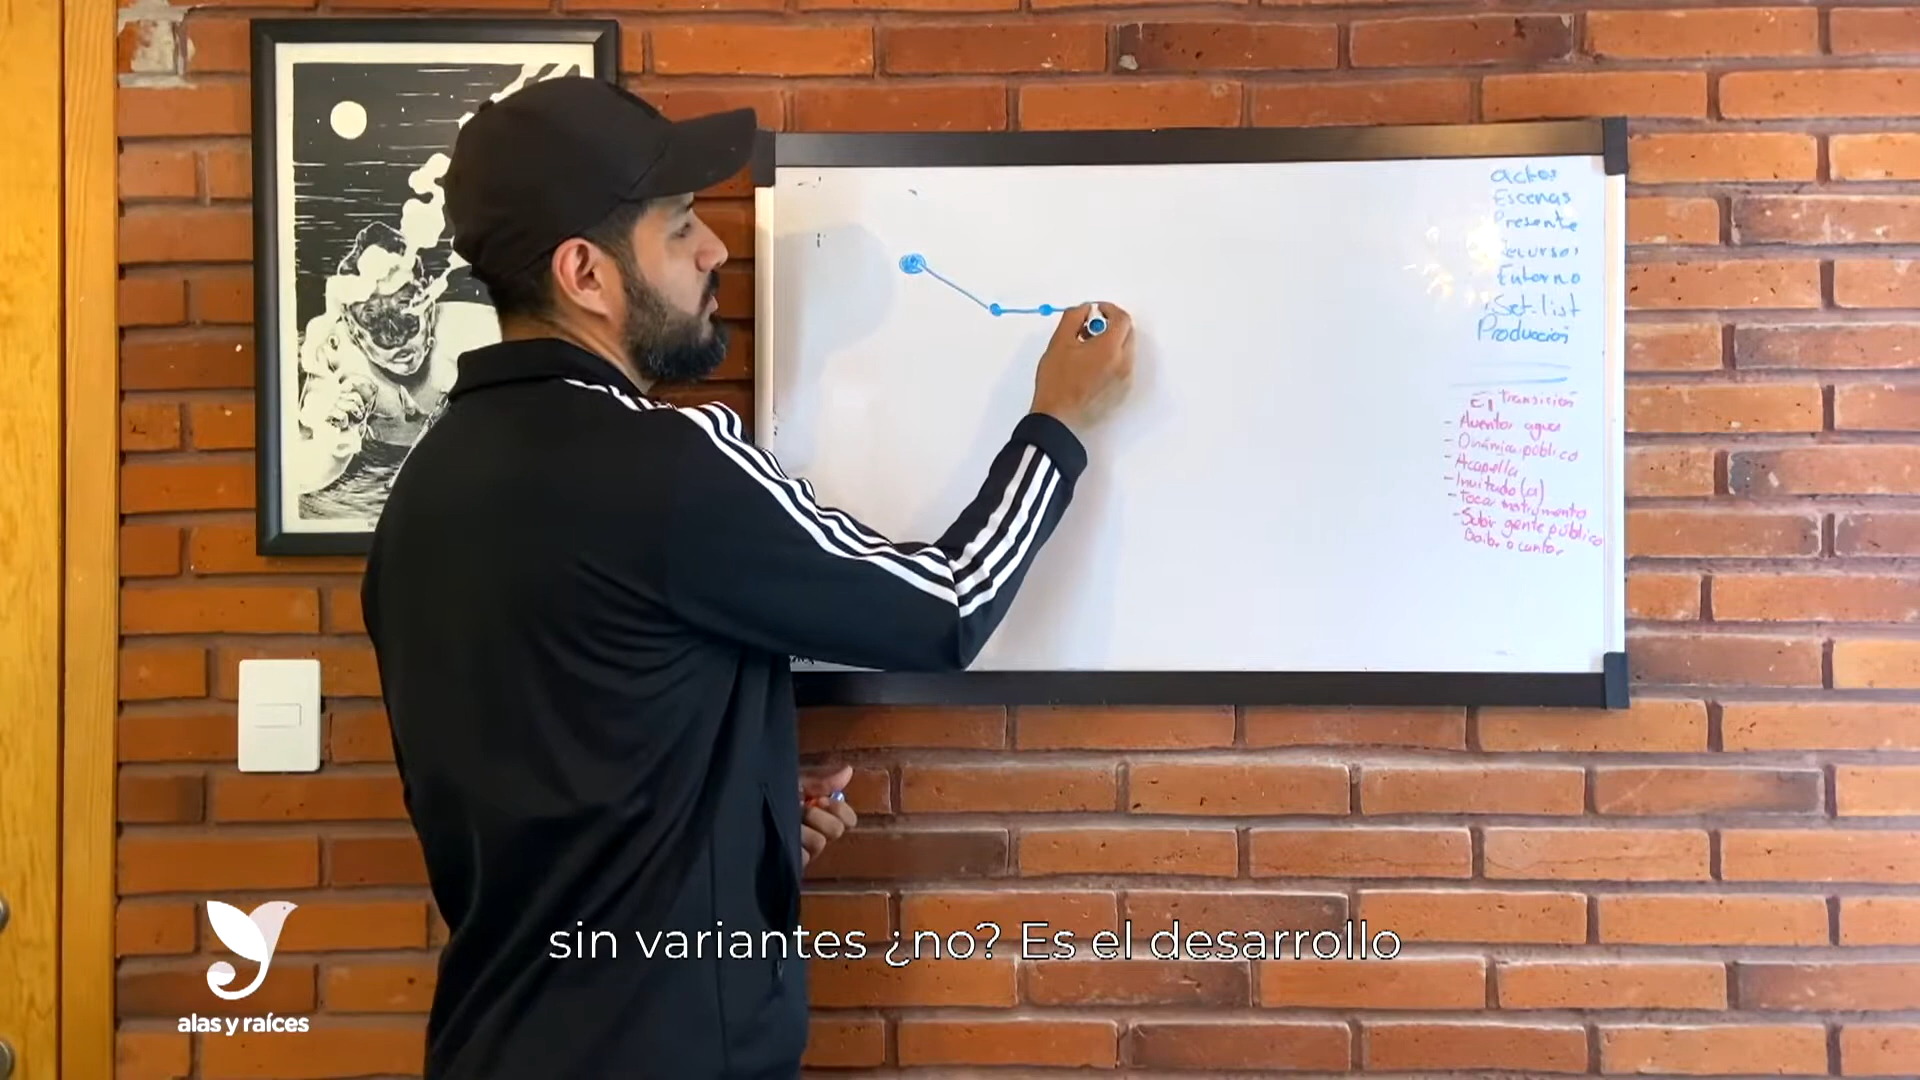 actos
Escenas
Presente
Recursos
Entorno
Set-list
Producción
transición
- Aventar agua
- Dinámica público
- Acapella
- Invitado(a)
- Toca instrumento
- Subir gente público
Bailar o cantar
sin variantes ¿no? Es el desarrollo
alas y raíces